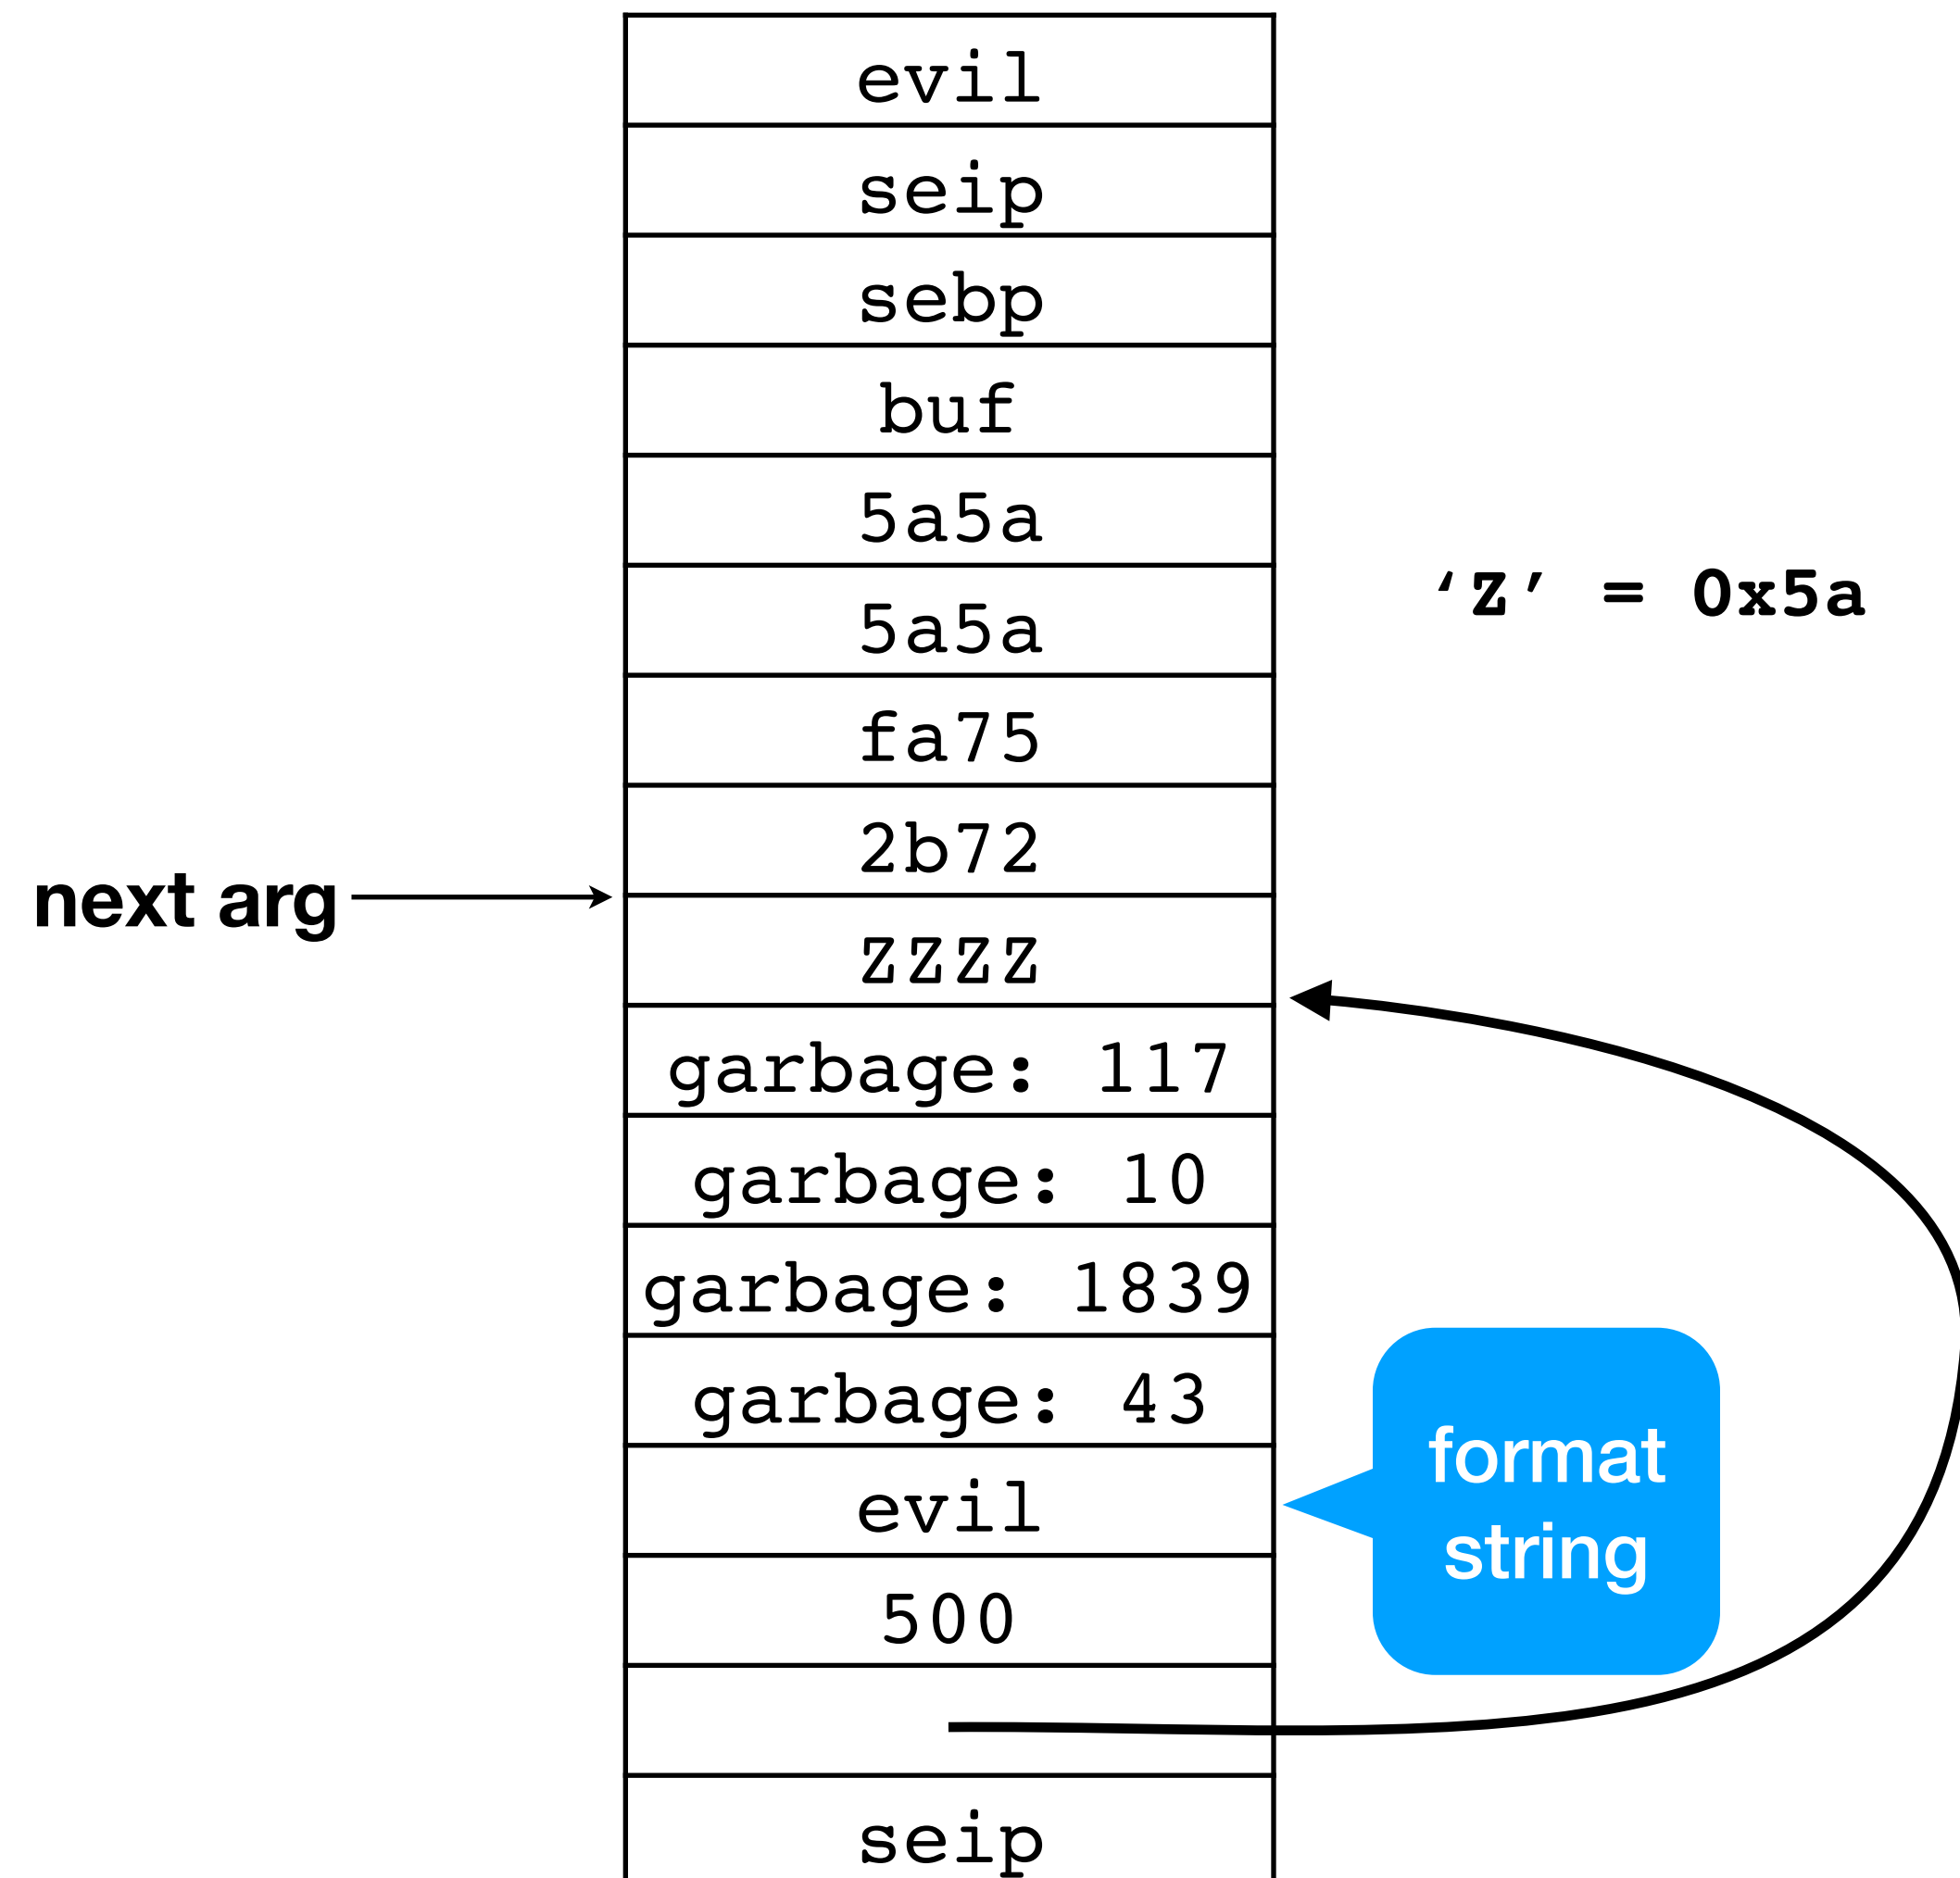 evil
seip
sebp
buf
5a5a
5a5a
‘Z’ = 0x5a
fa75
2b72
next arg
ZZZZ
garbage: 117
garbage: 10
garbage: 1839
garbage: 43
evil
format
string
500
seip